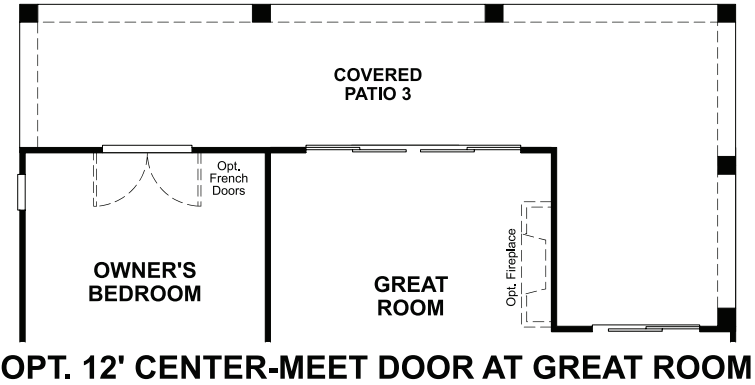 COVERED
PATIO 3
Opt.
French
Doors
OWNER'S
BEDROOM
GREAT
ROOM
Opt. Fireplace
OPT. 12' CENTER-MEET DOOR AT GREAT ROOM